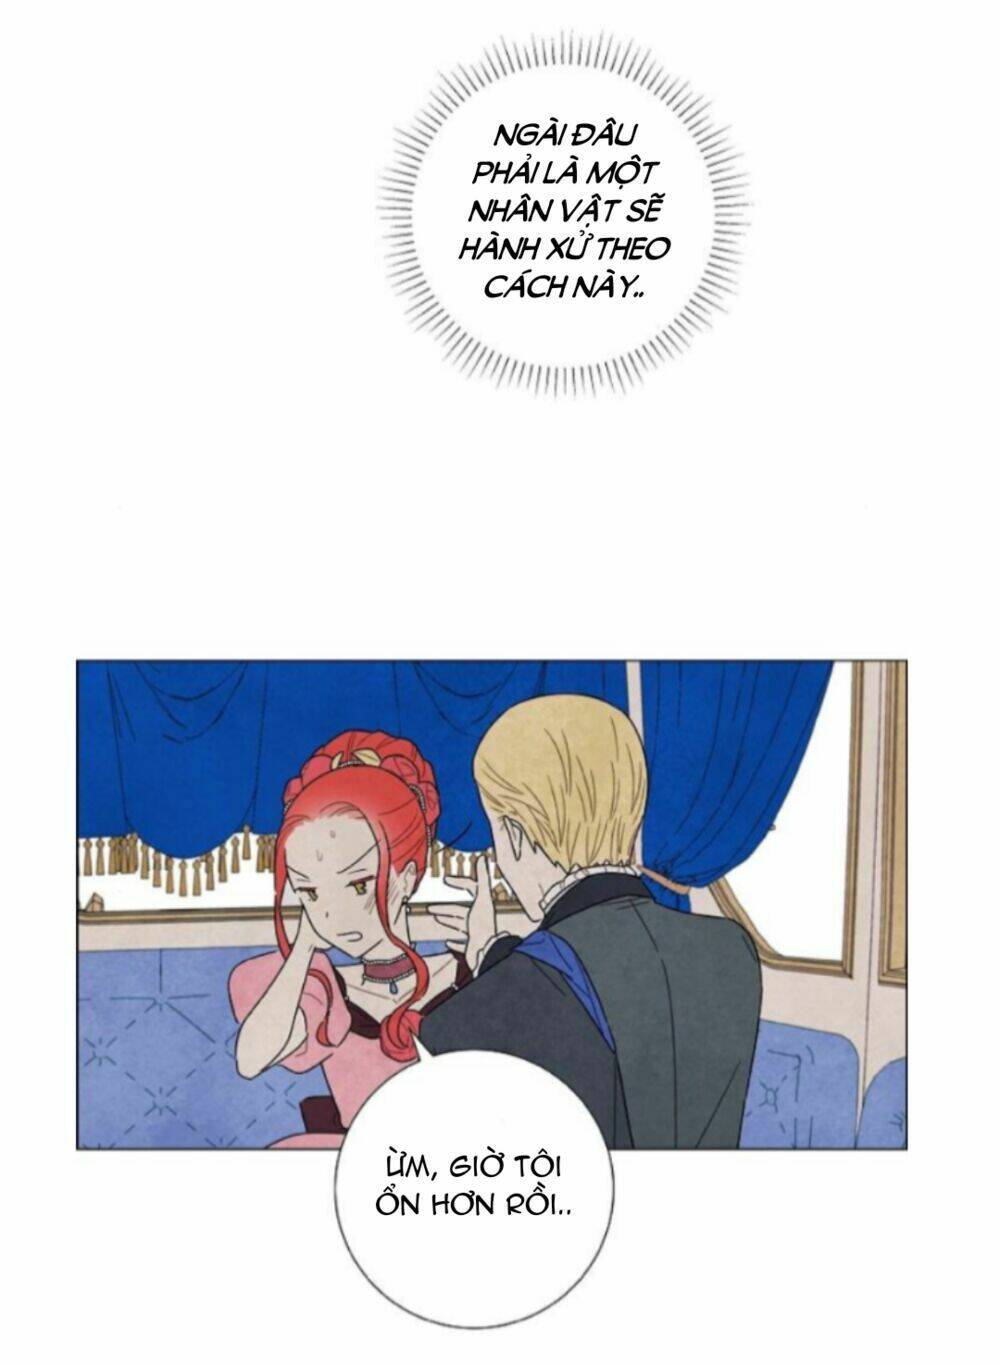 NGÀI ĐÂU
PHẢI LÀ MỘT
NHÂN VẬT SẼ
HÀNH XỬ THEO
CÁCH NÀY..
ỪM, GIỜ TÔI
ỔN HƠN RỒI..